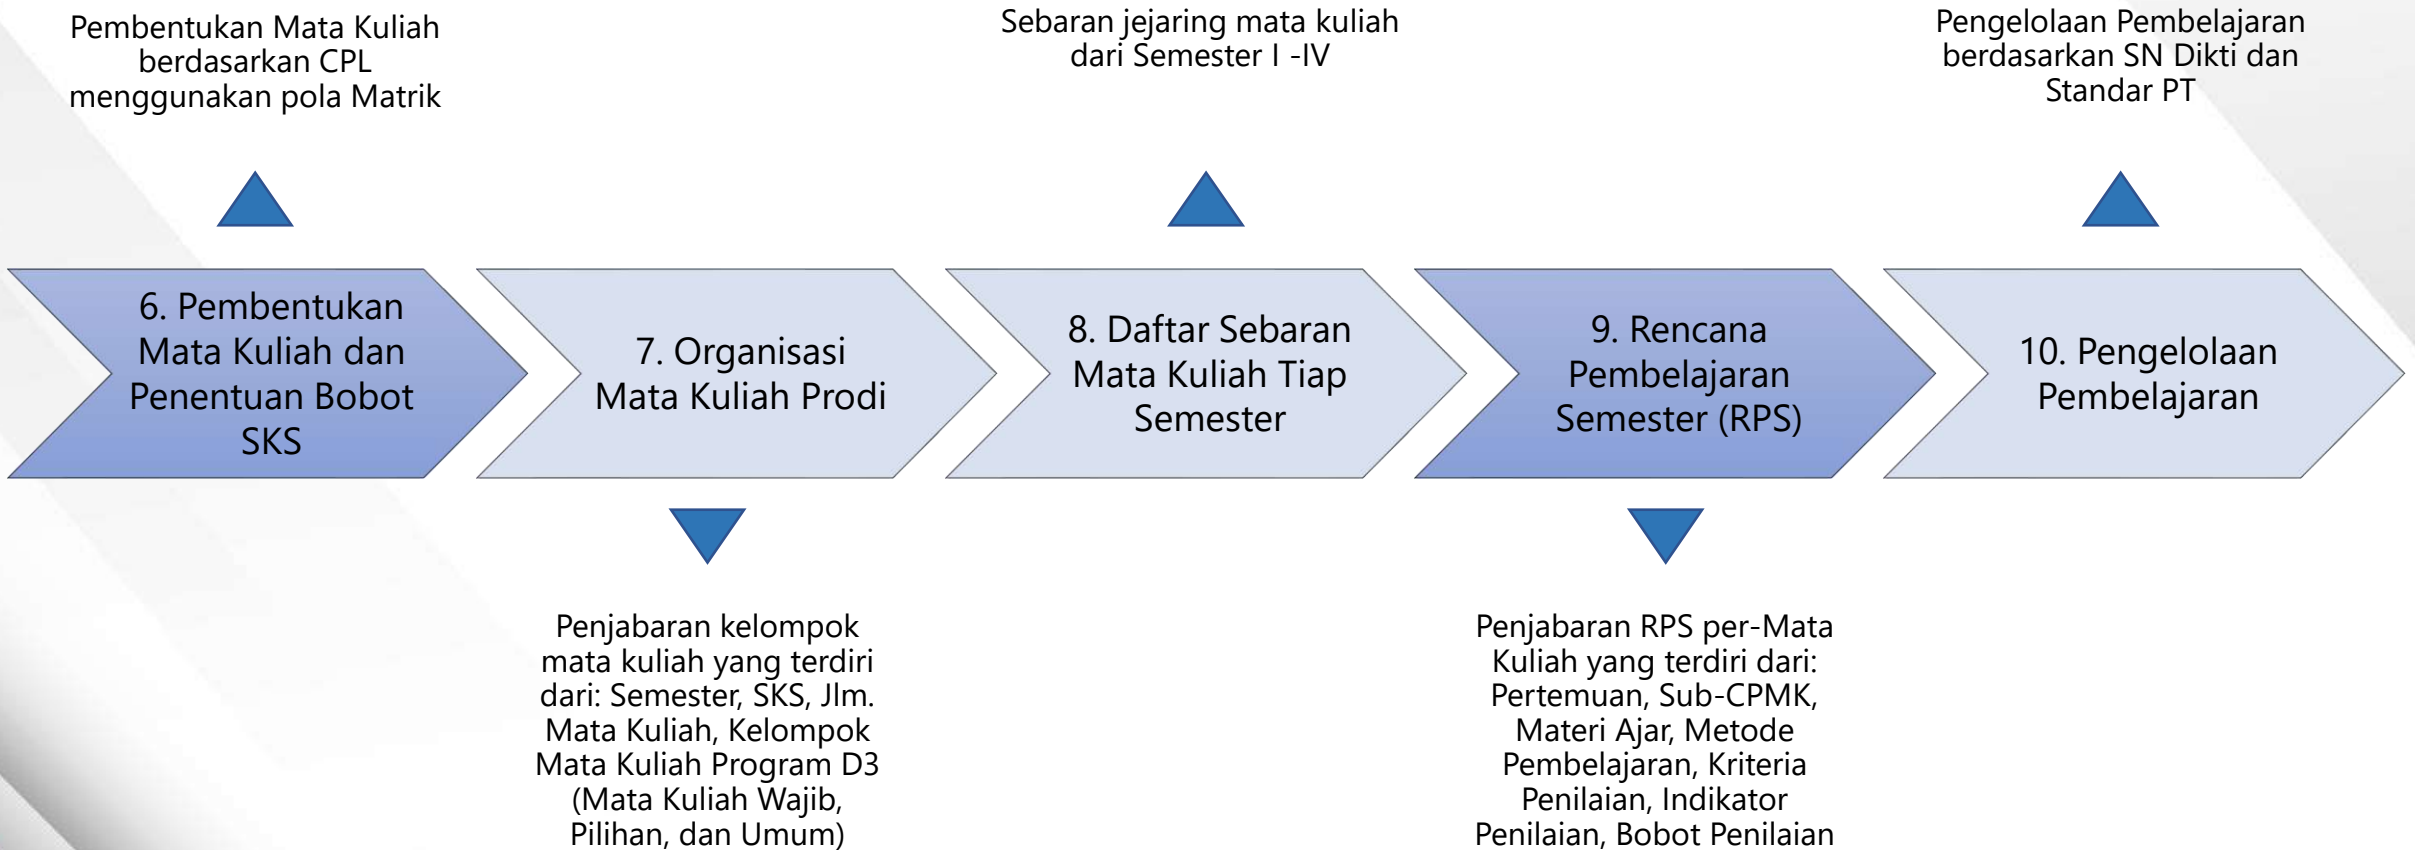 Pembentukan Mata Kuliah
berdasarkan CPL
menggunakan pola Matrik
Sebaran jejaring mata kuliah
dari Semester I -IV
Pengelolaan Pembelajaran
berdasarkan SN Dikti dan
Standar PT
6. Pembentukan
Mata Kuliah dan
Penentuan Bobot
SKS
7. Organisasi
Mata Kuliah Prodi
8. Daftar Sebaran
Mata Kuliah Tiap
Semester
9. Rencana
Pembelajaran
Semester (RPS)
10. Pengelolaan
Pembelajaran
Penjabaran kelompok
mata kuliah yang terdiri
dari: Semester, SKS, Jlm.
Mata Kuliah, Kelompok
Mata Kuliah Program D3
(Mata Kuliah Wajib,
Pilihan, dan Umum)
Penjabaran RPS per-Mata
Kuliah yang terdiri dari:
Pertemuan, Sub-CPMK,
Materi Ajar, Metode
Pembelajaran, Kriteria
Penilaian, Indikator
Penilaian, Bobot Penilaian